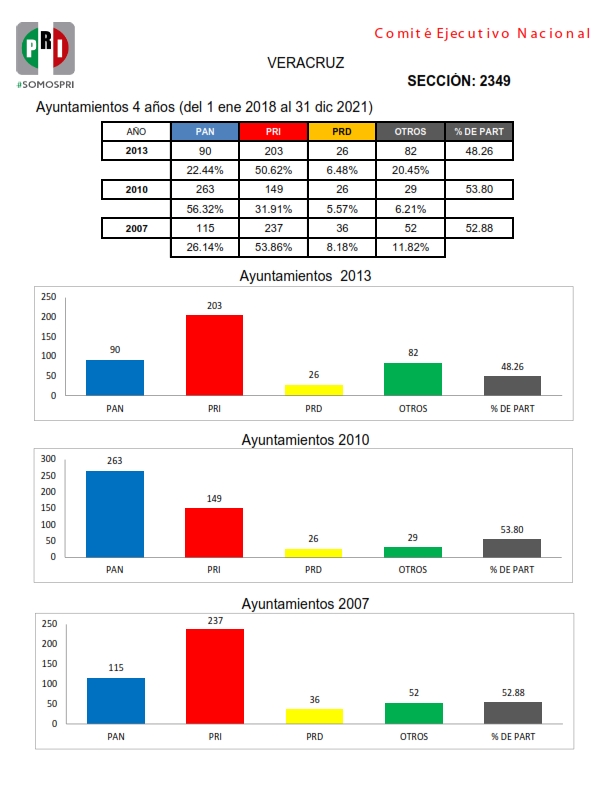 Comité Ejecutivo Nacional
PRI
#SOMOSPRI
VERACRUZ
SECCIÓN: 2349
Ayuntamientos 4 años (del 1 ene 2018 al 31 dic 2021)
AÑO PAN PRI PRD OTROS % DE PART
2013 90 203 26 82 48.26
22.44% 50.62% 6.48% 20.45%
2010 263 149 26 29 53.80
56.32% 31.91% 5.57% 6.21%
2007 115 237 36 52 52.88
26.14% 53.86% 8.18% 11.82%
Ayuntamientos 2013
250
200
150
100
50
0
90 203 26 82 48.26
PAN PRI PRD OTROS % DE PART
Ayuntamientos 2010
300
250
200
150
100
50
0
263 149 26 29 53.80
PAN PRI PRD OTROS % DE PART
Ayuntamientos 2007
250
200
150
100
50
0
115 237 36 52 52.88
PAN PRI PRD OTROS % DE PART